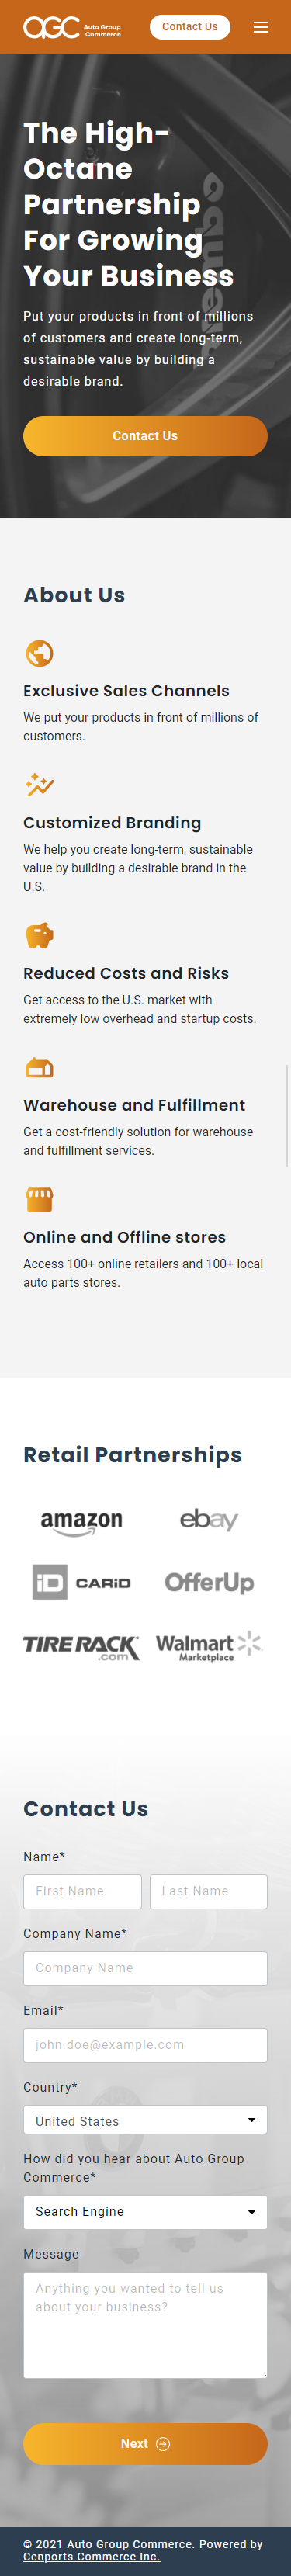 AGC Auto Group
Commerce
Contact Us
The High-
Octane
Partnership
For Growing
Your Business
Put your products in front of millions
of customers and create long-term,
sustainable value by building a
desirable brand.
Contact Us
About Us
Exclusive Sales Channels
We put your products in front of millions of
customers.
Customized Branding
We help you create long-term, sustainable
value by building a desirable brand in the
U.S.
Reduced Costs and Risks
Get access to the U.S. market with
extremely low overhead and startup costs.
Warehouse and Fulfillment
Get a cost-friendly solution for warehouse
and fulfillment services.
Online and Offline stores
Access 100+ online retailers and 100+ local
auto parts stores.
Retail Partnerships
amazon ebay
iD CARiD OfferUp
TIRE RACK Walmart
.com Marketplace
Contact Us
Name*
First Name Last Name
Company Name*
Company Name
Email*
john.doe@example.com
Country*
United States
How did you hear about Auto Group
Commerce*
Search Engine
Message
Anything you wanted to tell us
about your business?
Next
© 2021 Auto Group Commerce. Powered by
Cenports Commerce Inc.